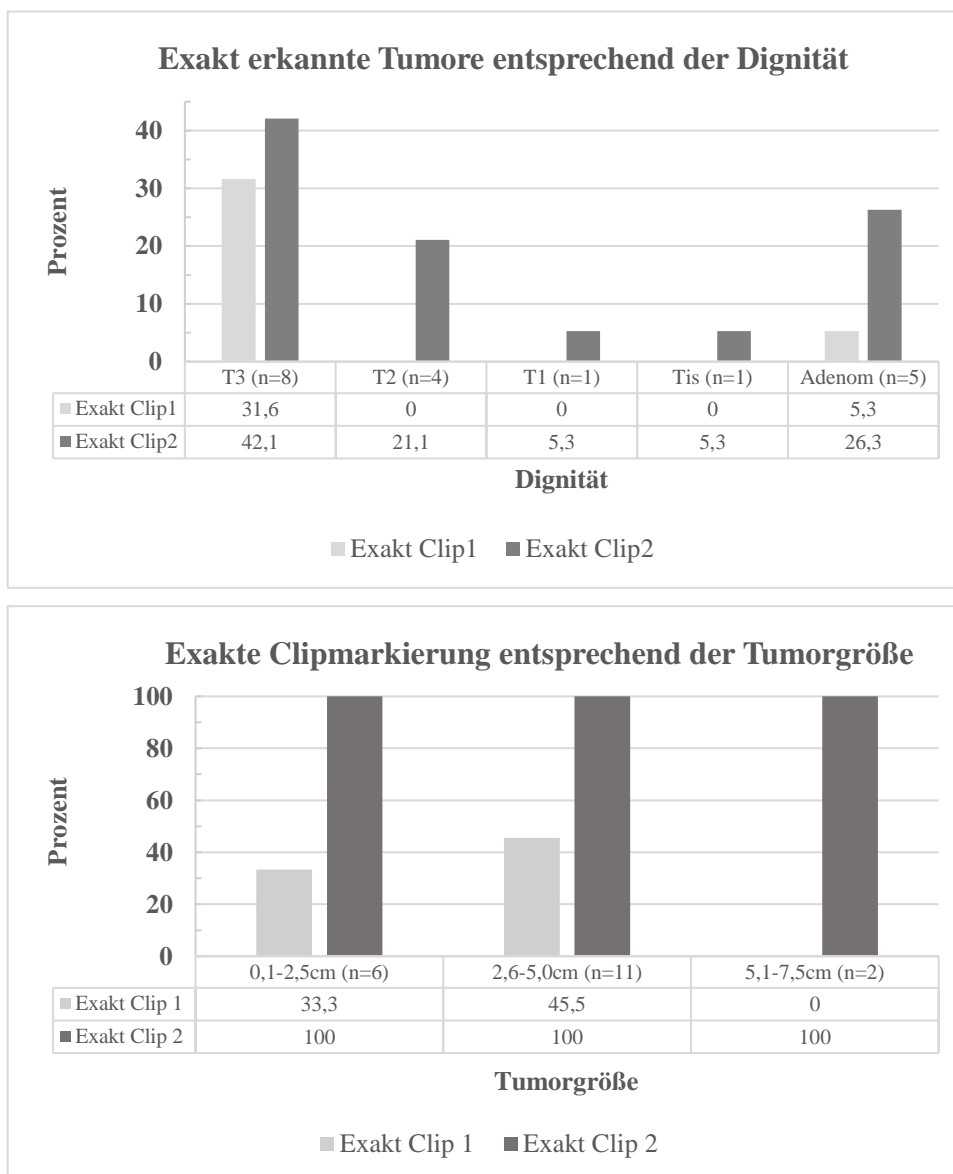 Exakt erkannte Tumore entsprechend der Dignität
Prozent
40
30
20
10
0
T3 (n=8) T2 (n=4) T1 (n=1) Tis (n=1) Adenom (n=5)
Exakt Clip1 31,6 0 0 0 5,3
Exakt Clip2 42,1 21,1 5,3 5,3 26,3
Dignität
Exakt Clip1 Exakt Clip2
Exakte Clipmarkierung entsprechend der Tumorgröße
Prozent
100
80
60
40
20
0
0,1-2,5cm (n=6) 2,6-5,0cm (n=11) 5,1-7,5cm (n=2)
Exakt Clip 1 33,3 45,5 0
Exakt Clip 2 100 100 100
Tumorgröße
Exakt Clip 1 Exakt Clip 2